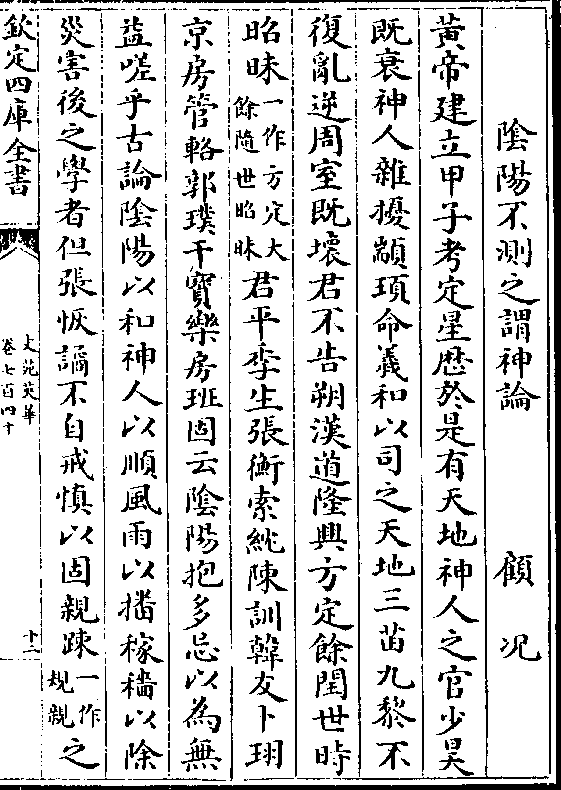 陰陽不測之謂神論 顧况
黃帝建立甲子考定星厯於是有天地神人之官少昊
既衰神人雜擾顓頊命羲和以司之天地三苗九黎不
復亂逆周室既壞君不告朔漢道隆興方定餘閏世時
昭昧一作方定大餘隨世昭昧君平李生張衡索紞陳訓韓友卜珝
京房管輅郭璞干寶樂房班固云陰陽抱多忌以為無
益嗟乎古論陰陽以和神人以順風雨以播稼穡以除
災害後之學者但張恢譎不自戒慎以固親踈一作規親之
欽定四庫全書
文苑英華
卷七百四十
十二